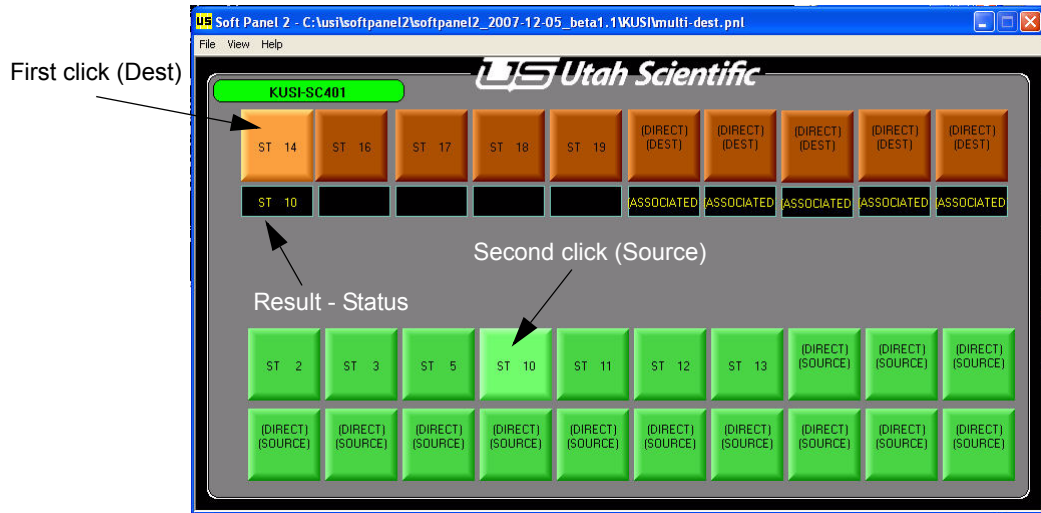 US Soft Panel 2 - C:\usi\softpanel2\softpanel2_2007-12-05_beta1.1\KUSI\multi-dest.pnl
File View Help
First click (Dest)
US Utah Scientific
KUSI-SC401
ST 14 ST 16 ST 17 ST 18 ST 19 (DIRECT) (DIRECT) (DIRECT) (DIRECT) (DIRECT)
(DEST) (DEST) (DEST) (DEST) (DEST)
ST 10 (ASSOCIATED (ASSOCIATED (ASSOCIATED (ASSOCIATED (ASSOCIATED
Second click (Source)
Result - Status
ST 2 ST 3 ST 5 ST 10 ST 11 ST 12 ST 13 (DIRECT) (DIRECT) (DIRECT)
(SOURCE) (SOURCE) (SOURCE)
(DIRECT) (DIRECT) (DIRECT) (DIRECT) (DIRECT) (DIRECT) (DIRECT) (DIRECT) (DIRECT) (DIRECT)
(SOURCE) (SOURCE) (SOURCE) (SOURCE) (SOURCE) (SOURCE) (SOURCE) (SOURCE) (SOURCE) (SOURCE)